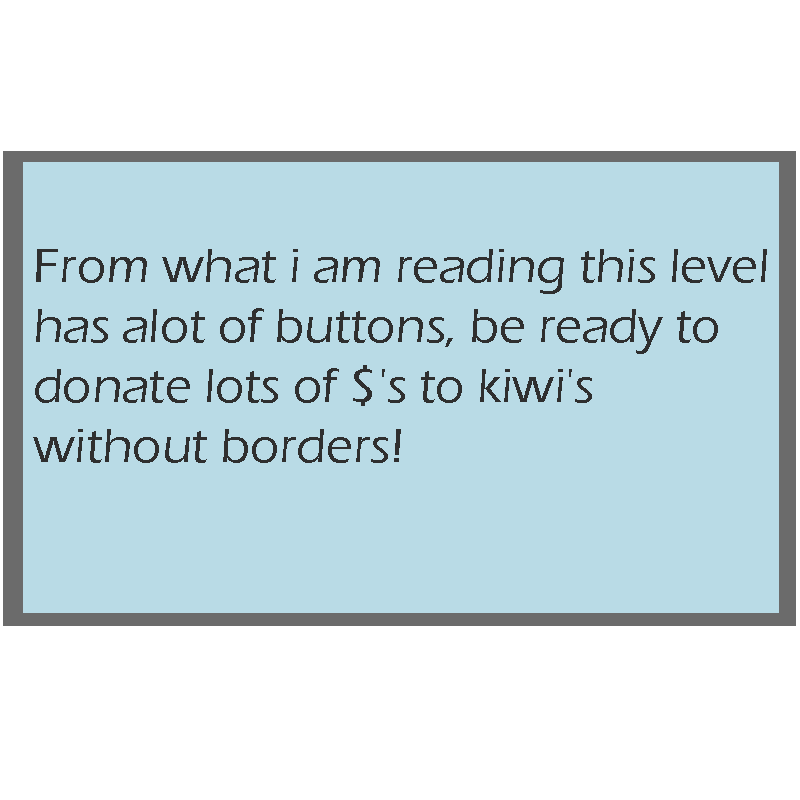 From what i am reading this level
has alot of buttons, be ready to
donate lots of $'s to kiwi's
without borders!